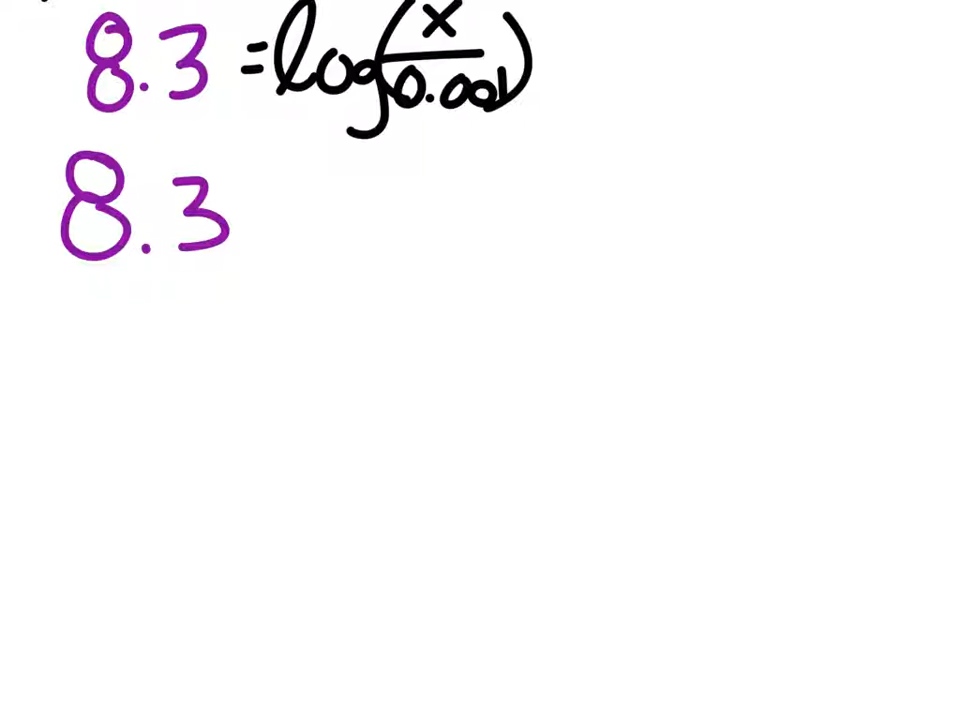 8.3 = log(x/0.001)
8.3